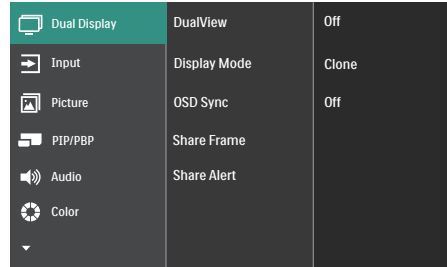 Dual Display DualView Off
Input Display Mode Clone
Picture OSD Sync Off
PIP/PBP Share Frame
Audio Share Alert
Color